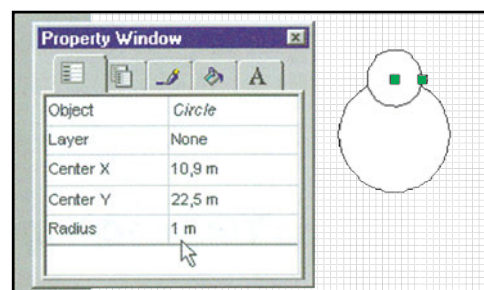 Property Window
A
Object Circle
Layer None
Center X 10,9 m
Center Y 22,5 m
Radius 1 m